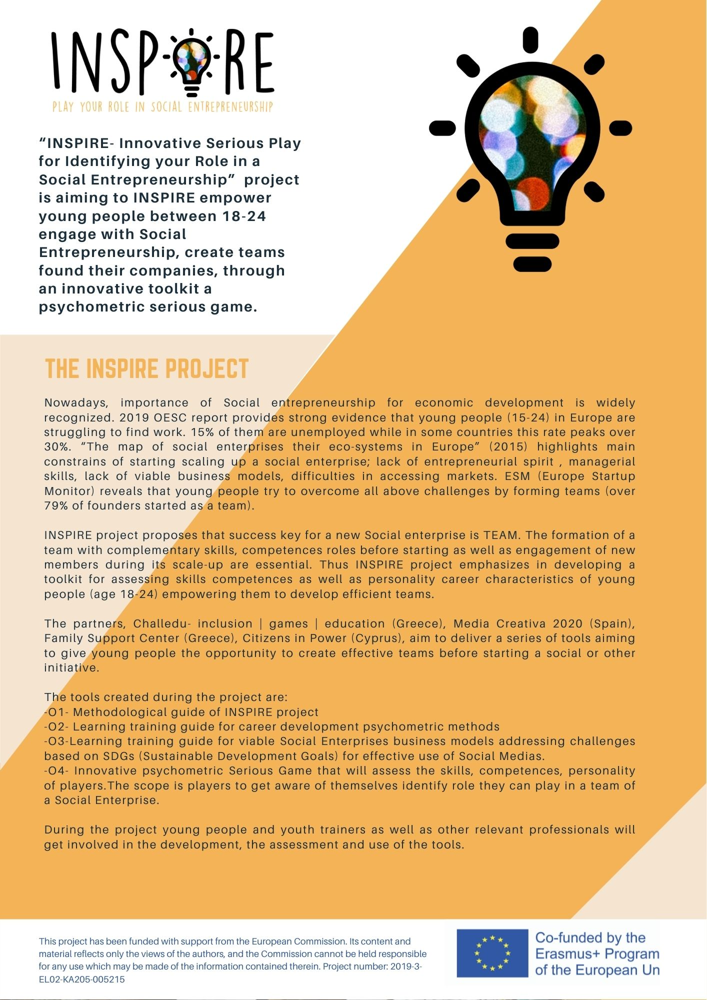 INSPIRE
PLAY YOUR ROLE IN SOCIAL ENTREPRENEURSHIP
“INSPIRE- Innovative Serious Play
for Identifying your Role in a
Social Entrepreneurship”  project
is aiming to INSPIRE empower
young people between 18-24
engage with Social
Entrepreneurship, create teams
found their companies, through
an innovative toolkit a
psychometric serious game.
THE INSPIRE PROJECT
Nowadays, importance of Social entrepreneurship for economic development is widely
recognized. 2019 OESC report provides strong evidence that young people (15-24) in Europe are
struggling to find work. 15% of them are unemployed while in some countries this rate peaks over
30%. “The map of social enterprises their eco-systems in Europe” (2015) highlights main
constrains of starting scaling up a social enterprise; lack of entrepreneurial spirit , managerial
skills, lack of viable business models, difficulties in accessing markets. ESM (Europe Startup
Monitor) reveals that young people try to overcome all above challenges by forming teams (over
79% of founders started as a team).
INSPIRE project proposes that success key for a new Social enterprise is TEAM. The formation of a
team with complementary skills, competences roles before starting as well as engagement of new
members during its scale-up are essential. Thus INSPIRE project emphasizes in developing a
toolkit for assessing skills competences as well as personality career characteristics of young
people (age 18-24) empowering them to develop efficient teams.
The partners, Challedu- inclusion | games | education (Greece), Media Creativa 2020 (Spain),
Family Support Center (Greece), Citizens in Power (Cyprus), aim to deliver a series of tools aiming
to give young people the opportunity to create effective teams before starting a social or other
initiative.
The tools created during the project are:
-O1- Methodological guide of INSPIRE project
-O2- Learning training guide for career development psychometric methods
-O3-Learning training guide for viable Social Enterprises business models addressing challenges
based on SDGs (Sustainable Development Goals) for effective use of Social Medias.
-O4- Innovative psychometric Serious Game that will assess the skills, competences, personality
of players.The scope is players to get aware of themselves identify role they can play in a team of
a Social Enterprise.
During the project young people and youth trainers as well as other relevant professionals will
get involved in the development, the assessment and use of the tools.
This project has been funded with support from the European Commission. Its content and
material reflects only the views of the authors, and the Commission cannot be held responsible
for any use which may be made of the information contained therein. Project number: 2019-3-
EL02-KA205-005215
Co-funded by the
Erasmus+ Program
of the European Un